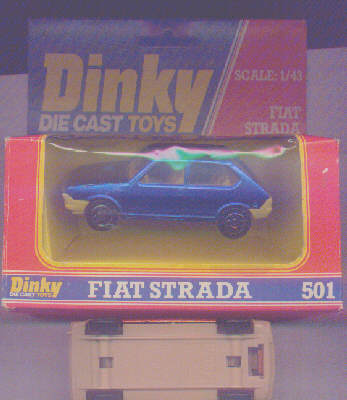 Dinky
DIE CAST TOYS
SCALE: 1/43
FIAT
STRADA
Dinky
DIE CAST TOYS
FIAT STRADA
501